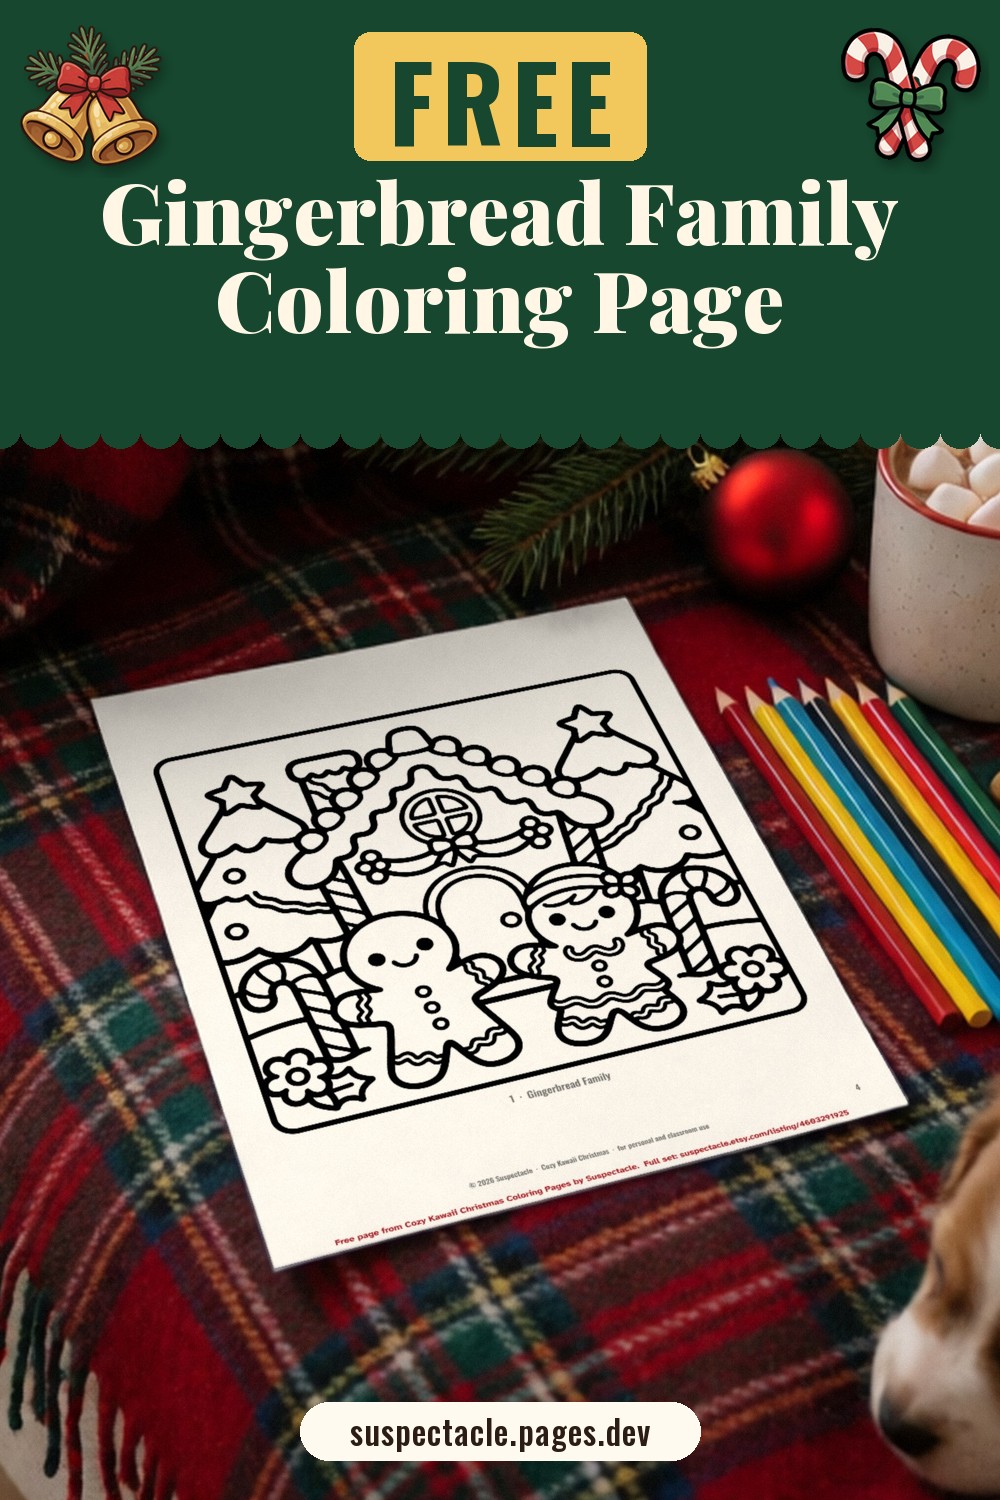 FREE
Gingerbread Family
Coloring Page
1 · Gingerbread Family
4
© 2026 Suspectacle · Cozy Kawaii Christmas · for personal and classroom use
Free page from Cozy Kawaii Christmas Coloring Pages by Suspectacle. Full set: suspectacle.etsy.com/listing/4603291925
suspectacle.pages.dev